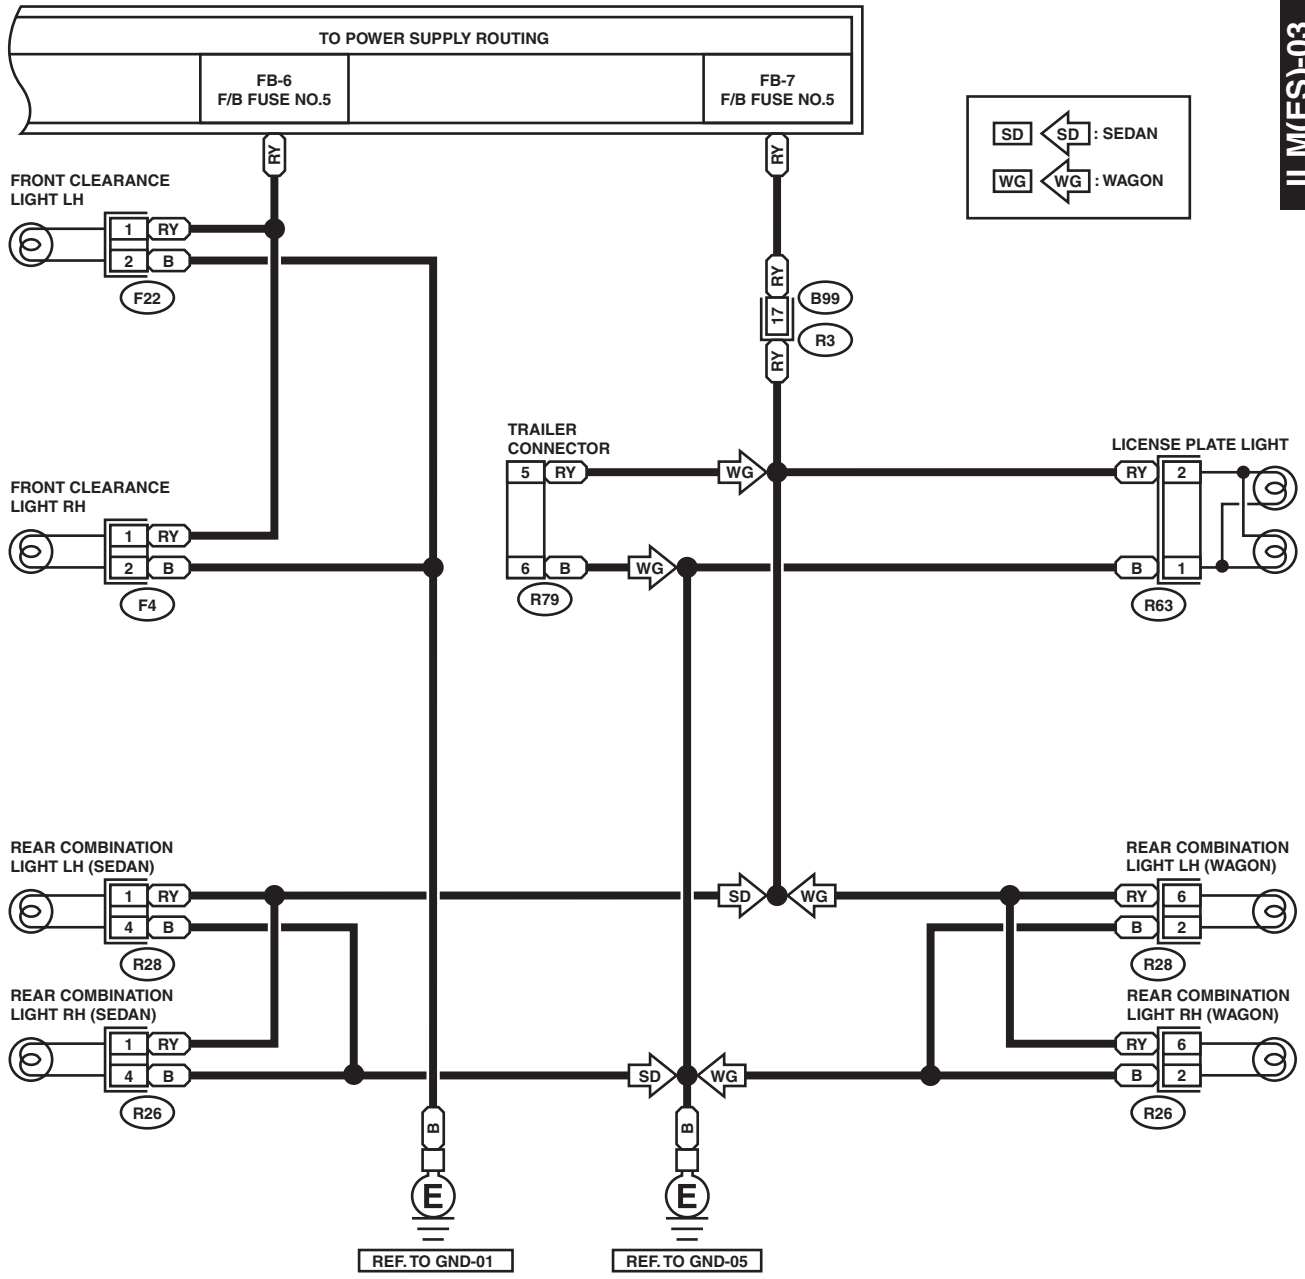 TO POWER SUPPLY ROUTING
FB-6
F/B FUSE NO.5
FB-7
F/B FUSE NO.5
SD SD : SEDAN
WG WG : WAGON
RY
RY
FRONT CLEARANCE
LIGHT LH
1 RY
2 B
F22
RY
17
B99
R3
RY
TRAILER
CONNECTOR
5 RY
WG
6 B
WG
R79
LICENSE PLATE LIGHT
RY 2
B 1
R63
FRONT CLEARANCE
LIGHT RH
1 RY
2 B
F4
REAR COMBINATION
LIGHT LH (SEDAN)
1 RY
4 B
R28
SD
WG
REAR COMBINATION
LIGHT LH (WAGON)
RY 6
B 2
R28
REAR COMBINATION
LIGHT RH (SEDAN)
1 RY
4 B
R26
SD
WG
REAR COMBINATION
LIGHT RH (WAGON)
RY 6
B 2
R26
B
E
REF. TO GND-01
B
E
REF. TO GND-05